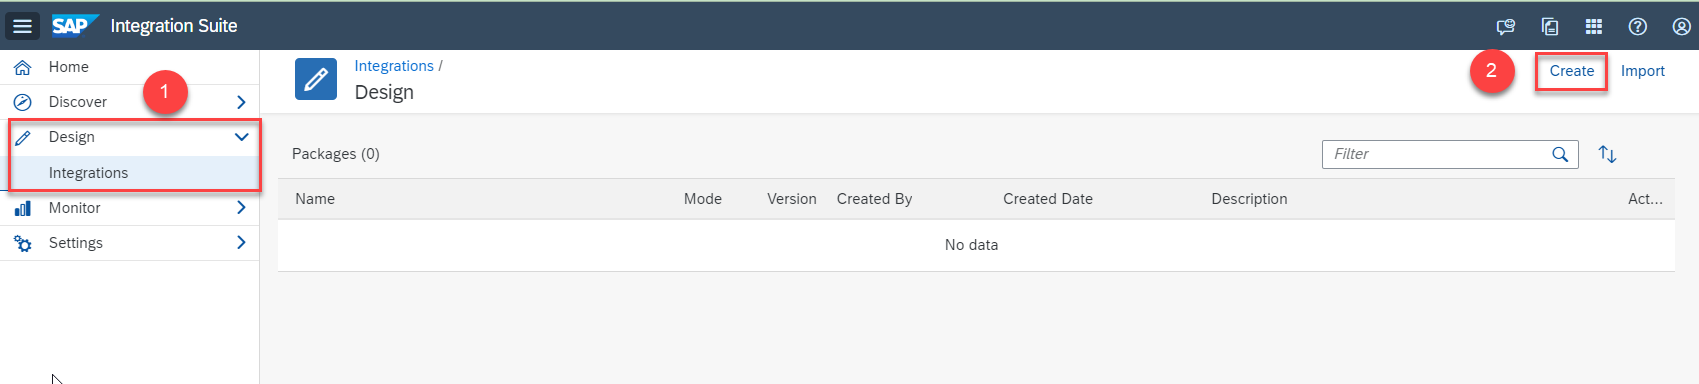 SAP Integration Suite
Home
Discover
1
Design
Integrations
Monitor
Settings
Integrations /
Design
2
Create
Import
Packages (0)
Filter
Name Mode Version Created By Created Date Description Act...
No data